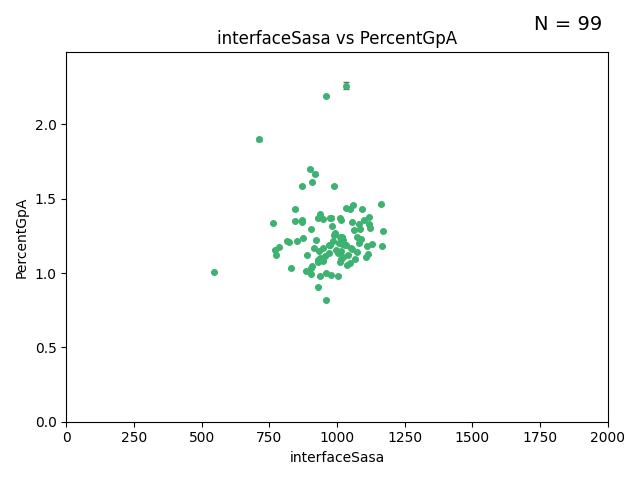 N = 99
interfaceSasa vs PercentGpA
PercentGpA
2.0
1.5
1.0
0.5
0.0
0 250 500 750 1000 1250 1500 1750 2000
interfaceSasa